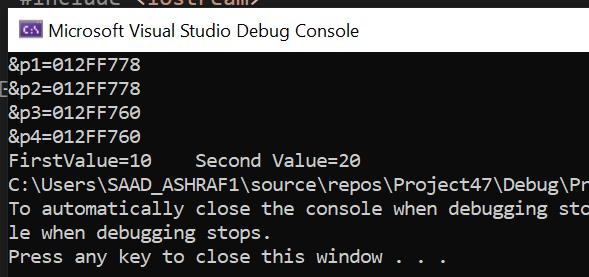 #include <iostream>
Microsoft Visual Studio Debug Console
&p1=012FF778
&p2=012FF778
&p3=012FF760
&p4=012FF760
FirstValue=10    Second Value=20
C:\Users\SAAD_ASHRAF1\source\repos\Project47\Debug\Pr
To automatically close the console when debugging sto
le when debugging stops.
Press any key to close this window . . .